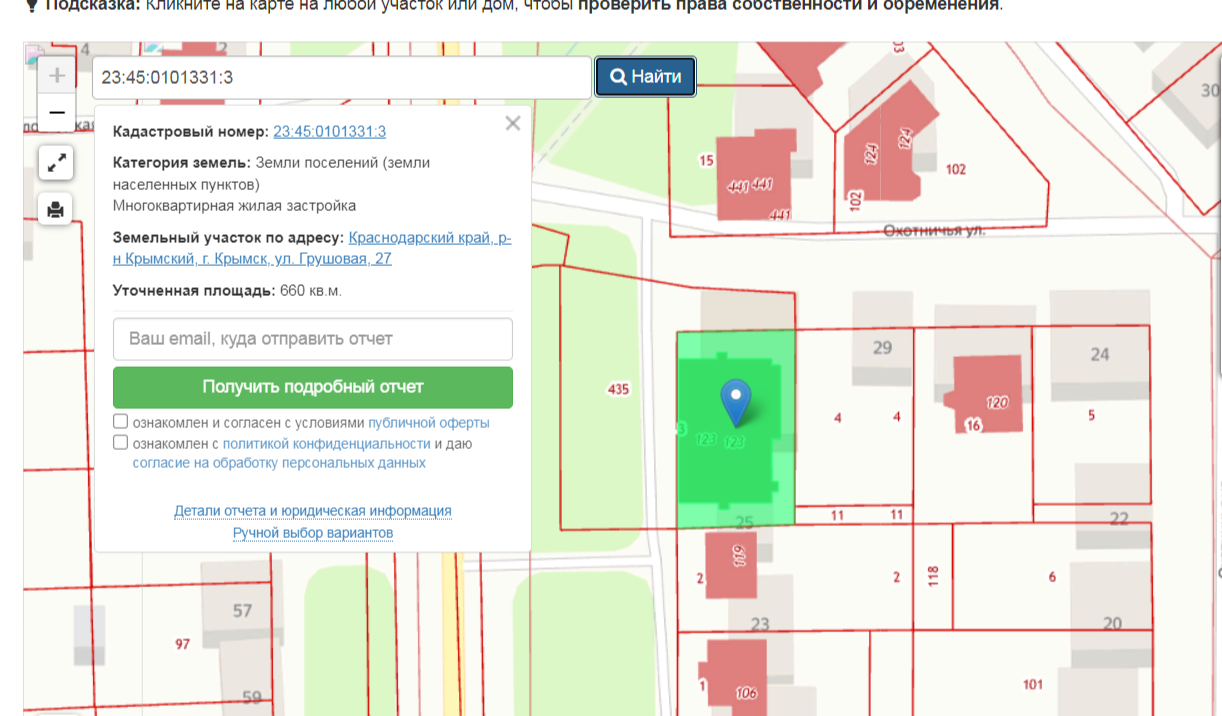 Подсказка: Кликните на карте на любой участок или дом, чтобы проверить права собственности и обременения.
4
2
+
23:45:0101331:3
Найти
−
Кадастровый номер: 23:45:0101331:3
×
Категория земель: Земли поселений (земли
населенных пунктов)
Многоквартирная жилая застройка
Земельный участок по адресу: Краснодарский край, р-
н Крымский, г. Крымск, ул. Грушовая, 27
Уточненная площадь: 660 кв.м.
Ваш email, куда отправить отчет
Получить подробный отчет
ознакомлен и согласен с условиями публичной оферты
ознакомлен с политикой конфиденциальности и даю
согласие на обработку персональных данных
Детали отчета и юридическая информация
Ручной выбор вариантов
30
15
441 441
441
124
124
102
102
Охотничья ул.
435
3
123 123
25
29
4 4
11 11
120
16
24
5
22
119
2
2
118
6
23
20
1
106
101
57
97
59